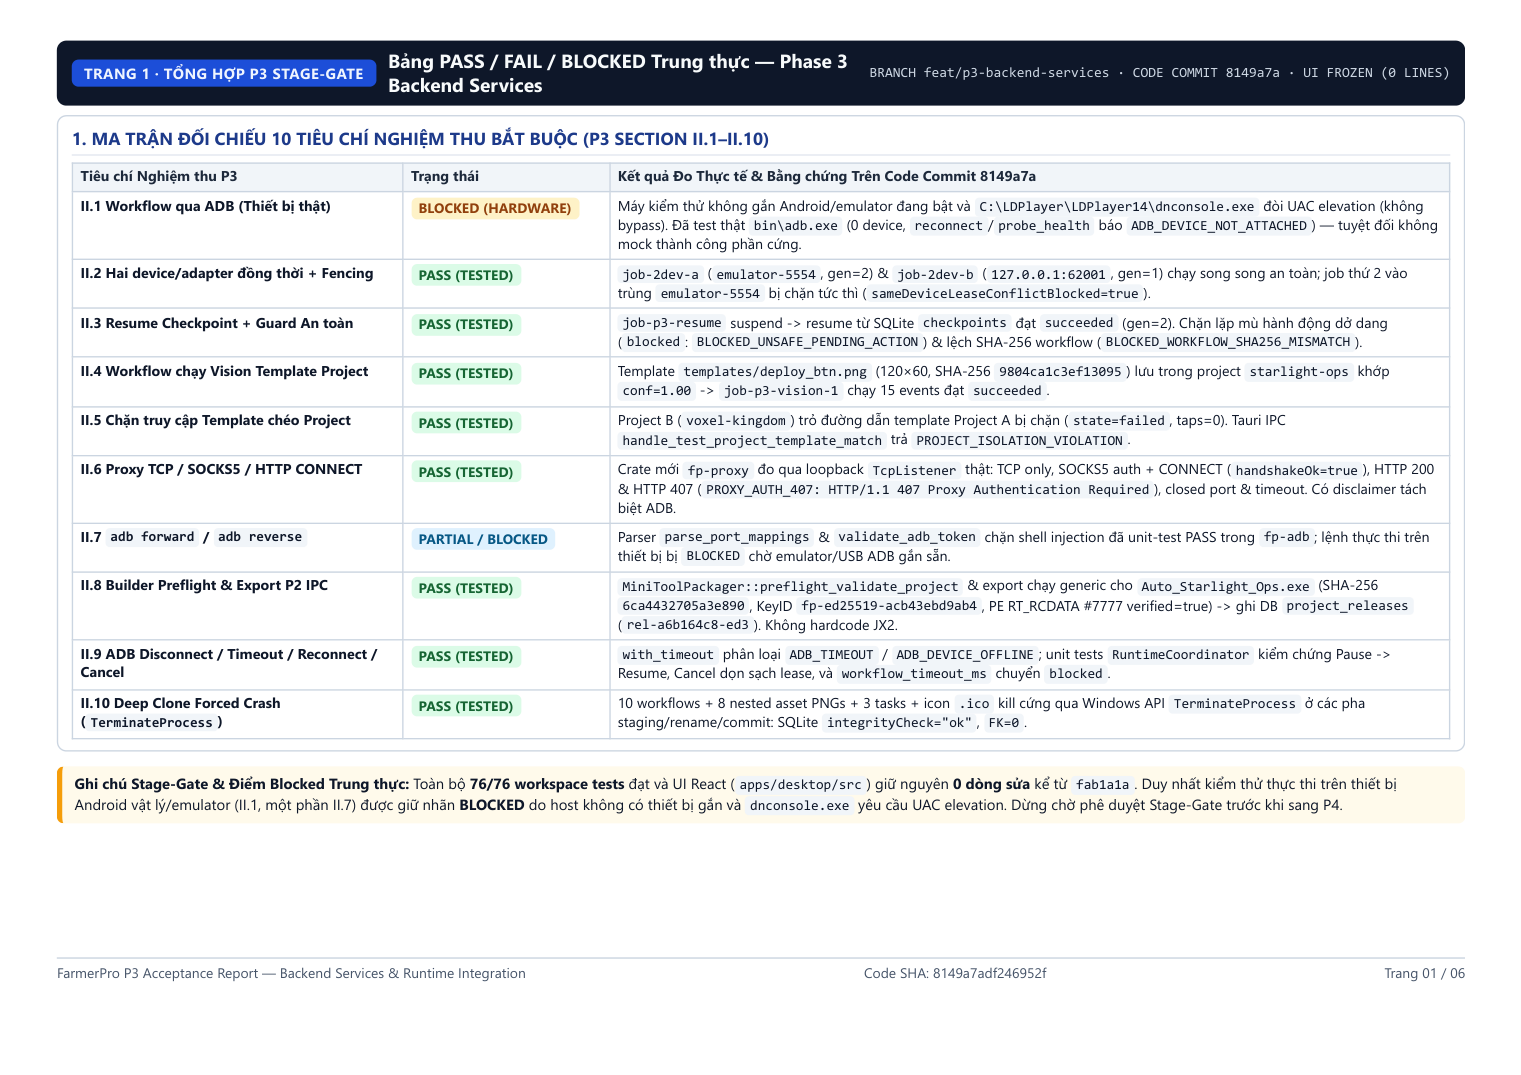 TRANG 1 · TỔNG HỢP P3 STAGE-GATE
Bảng PASS / FAIL / BLOCKED Trung thực — Phase 3
Backend Services
BRANCH feat/p3-backend-services · CODE COMMIT 8149a7a · UI FROZEN (0 LINES)
1. MA TRẬN ĐỐI CHIẾU 10 TIÊU CHÍ NGHIỆM THU BẮT BUỘC (P3 SECTION II.1–II.10)
Tiêu chí Nghiệm thu P3
Trạng thái
Kết quả Đo Thực tế & Bằng chứng Trên Code Commit 8149a7a
II.1 Workflow qua ADB (Thiết bị thật)
BLOCKED (HARDWARE)
Máy kiểm thử không gắn Android/emulator đang bật và C:\LDPlayer\LDPlayer14\dnconsole.exe đòi UAC elevation (không
bypass). Đã test thật bin\adb.exe (0 device, reconnect / probe_health báo ADB_DEVICE_NOT_ATTACHED ) — tuyệt đối không
mock thành công phần cứng.
II.2 Hai device/adapter đồng thời + Fencing
PASS (TESTED)
job-2dev-a ( emulator-5554 , gen=2) & job-2dev-b ( 127.0.0.1:62001 , gen=1) chạy song song an toàn; job thứ 2 vào
trùng emulator-5554 bị chặn tức thì ( sameDeviceLeaseConflictBlocked=true ).
II.3 Resume Checkpoint + Guard An toàn
PASS (TESTED)
job-p3-resume suspend -> resume từ SQLite checkpoints đạt succeeded (gen=2). Chặn lặp mù hành động dở dang
( blocked : BLOCKED_UNSAFE_PENDING_ACTION ) & lệch SHA-256 workflow ( BLOCKED_WORKFLOW_SHA256_MISMATCH ).
II.4 Workflow chạy Vision Template Project
PASS (TESTED)
Template templates/deploy_btn.png (120×60, SHA-256 9804ca1c3ef13095 ) lưu trong project starlight-ops khớp
conf=1.00 -> job-p3-vision-1 chạy 15 events đạt succeeded .
II.5 Chặn truy cập Template chéo Project
PASS (TESTED)
Project B ( voxel-kingdom ) trỏ đường dẫn template Project A bị chặn ( state=failed , taps=0). Tauri IPC
handle_test_project_template_match trả PROJECT_ISOLATION_VIOLATION .
II.6 Proxy TCP / SOCKS5 / HTTP CONNECT
PASS (TESTED)
Crate mới fp-proxy đo qua loopback TcpListener thật: TCP only, SOCKS5 auth + CONNECT ( handshakeOk=true ), HTTP 200
& HTTP 407 ( PROXY_AUTH_407: HTTP/1.1 407 Proxy Authentication Required ), closed port & timeout. Có disclaimer tách
biệt ADB.
II.7 adb forward / adb reverse
PARTIAL / BLOCKED
Parser parse_port_mappings & validate_adb_token chặn shell injection đã unit-test PASS trong fp-adb ; lệnh thực thi trên
thiết bị bị BLOCKED chờ emulator/USB ADB gắn sẵn.
II.8 Builder Preflight & Export P2 IPC
PASS (TESTED)
MiniToolPackager::preflight_validate_project & export chạy generic cho Auto_Starlight_Ops.exe (SHA-256
6ca4432705a3e890 , KeyID fp-ed25519-acb43ebd9ab4 , PE RT_RCDATA #7777 verified=true) -> ghi DB project_releases
( rel-a6b164c8-ed3 ). Không hardcode JX2.
II.9 ADB Disconnect / Timeout / Reconnect /
Cancel
PASS (TESTED)
with_timeout phân loại ADB_TIMEOUT / ADB_DEVICE_OFFLINE ; unit tests RuntimeCoordinator kiểm chứng Pause ->
Resume, Cancel dọn sạch lease, và workflow_timeout_ms chuyển blocked .
II.10 Deep Clone Forced Crash
( TerminateProcess )
PASS (TESTED)
10 workflows + 8 nested asset PNGs + 3 tasks + icon .ico kill cứng qua Windows API TerminateProcess ở các pha
staging/rename/commit: SQLite integrityCheck="ok" , FK=0 .
Ghi chú Stage-Gate & Điểm Blocked Trung thực: Toàn bộ 76/76 workspace tests đạt và UI React ( apps/desktop/src ) giữ nguyên 0 dòng sửa kể từ fab1a1a . Duy nhất kiểm thử thực thi trên thiết bị
Android vật lý/emulator (II.1, một phần II.7) được giữ nhãn BLOCKED do host không có thiết bị gắn và dnconsole.exe yêu cầu UAC elevation. Dừng chờ phê duyệt Stage-Gate trước khi sang P4.
FarmerPro P3 Acceptance Report — Backend Services & Runtime Integration
Code SHA: 8149a7adf246952f
Trang 01 / 06